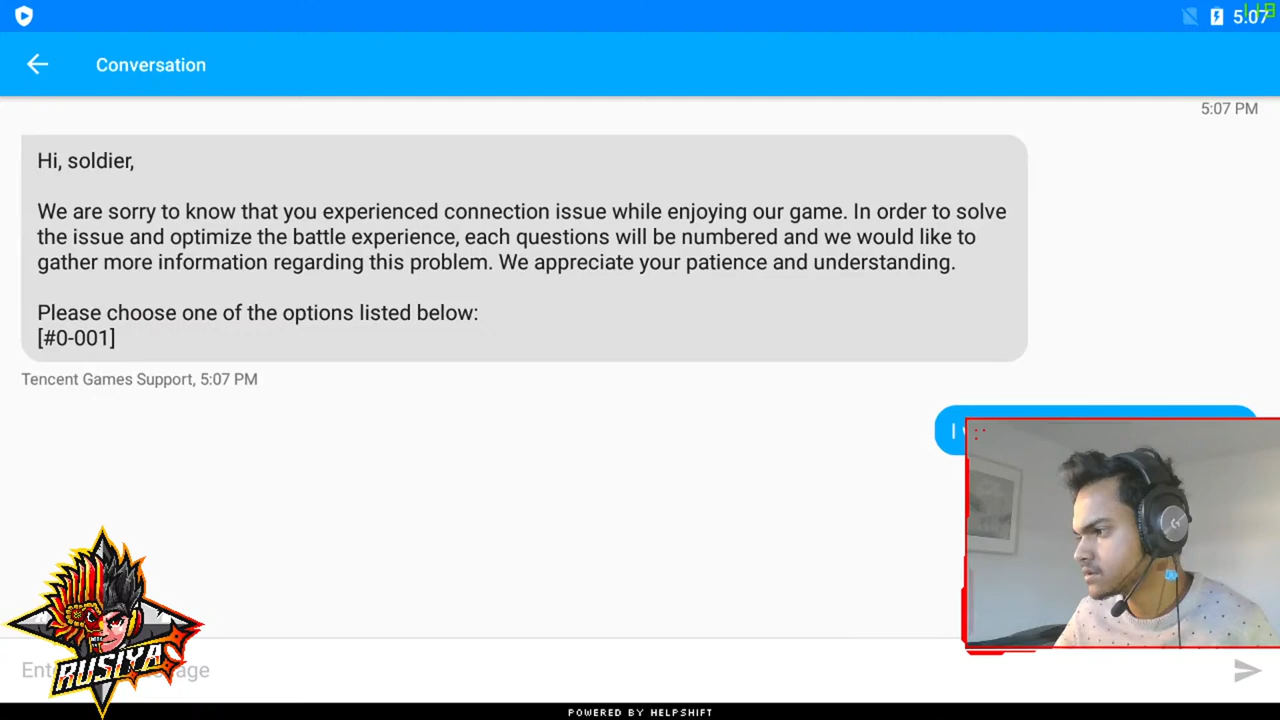 5:07
Conversation
5:07 PM
Hi, soldier,
We are sorry to know that you experienced connection issue while enjoying our game. In order to solve
the issue and optimize the battle experience, each questions will be numbered and we would like to
gather more information regarding this problem. We appreciate your patience and understanding.
Please choose one of the options listed below:
[#0-001]
Tencent Games Support, 5:07 PM
I
RUSIYA
POWERED BY HELPSHIFT